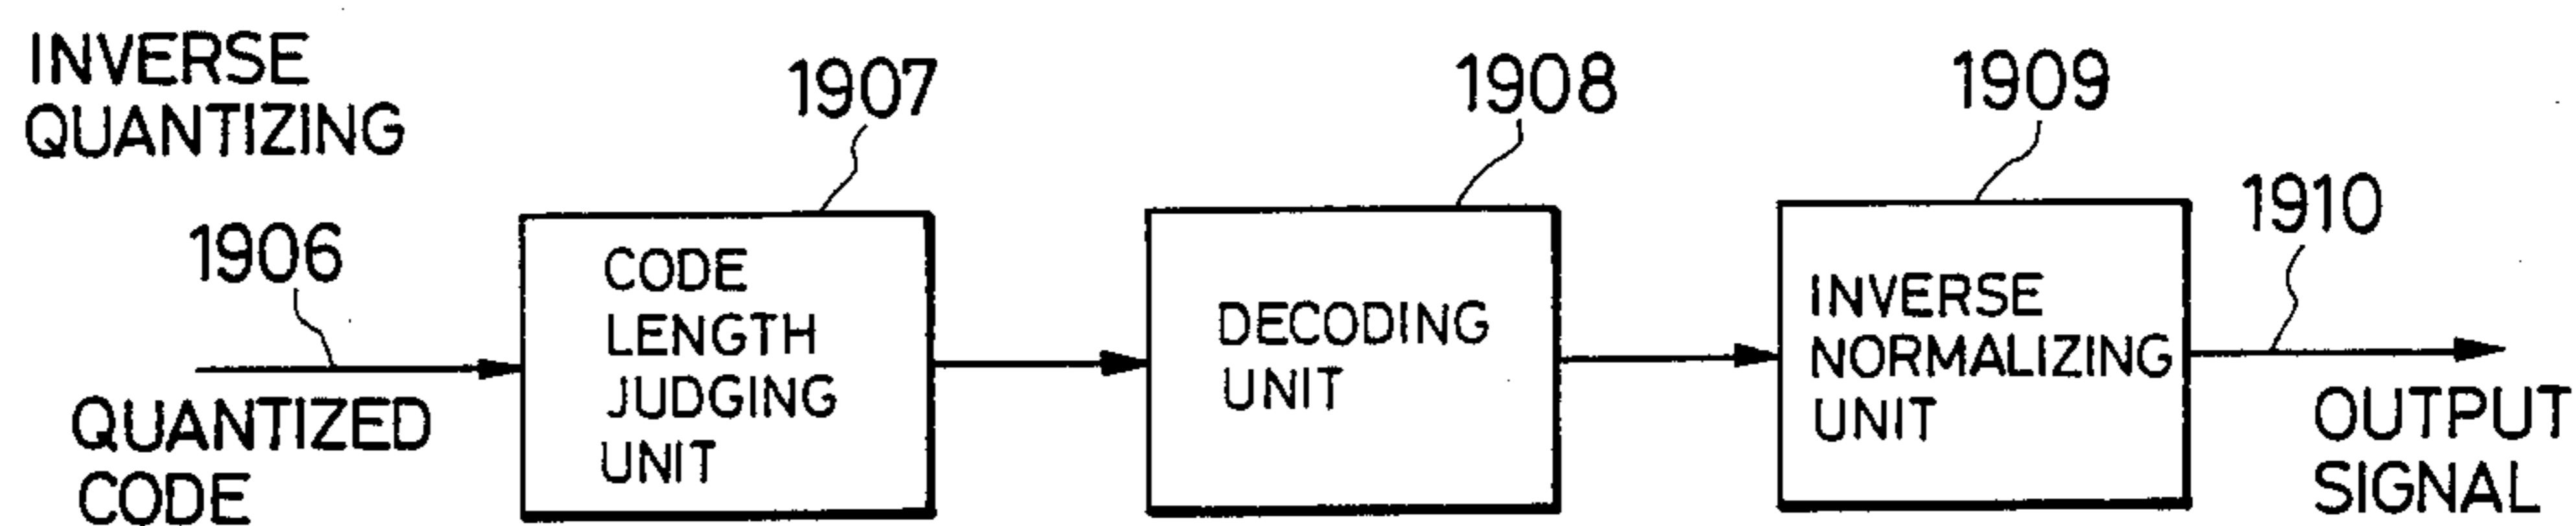 INVERSE
QUANTIZING
1906
QUANTIZED
CODE
1907
CODE
LENGTH
JUDGING
UNIT
1908
DECODING
UNIT
1909
INVERSE
NORMALIZING
UNIT
1910
OUTPUT
SIGNAL